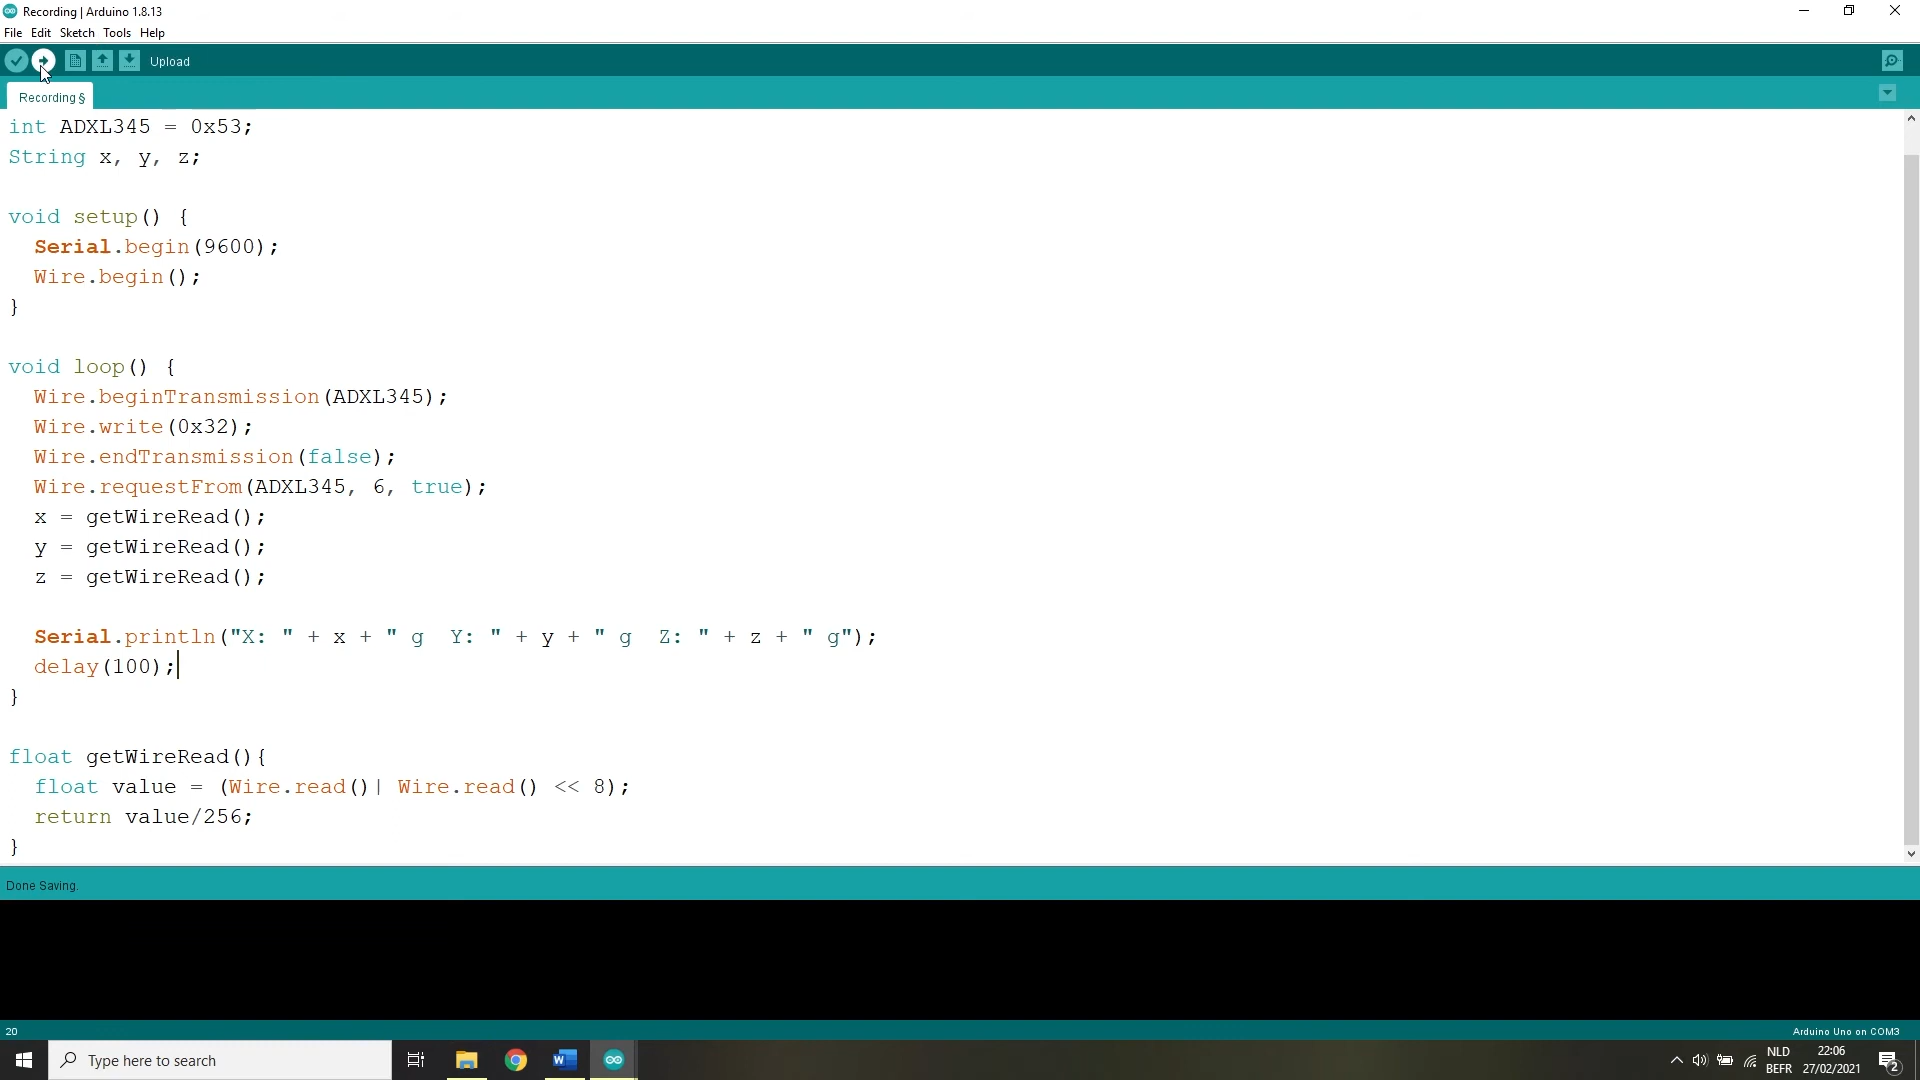 Recording | Arduino 1.8.13
File Edit Sketch Tools Help
Upload
Recording §
int ADXL345 = 0x53;
String x, y, z;
void setup() {
Serial.begin(9600);
Wire.begin();
}
void loop() {
Wire.beginTransmission(ADXL345);
Wire.write(0x32);
Wire.endTransmission(false);
Wire.requestFrom(ADXL345, 6, true);
x = getWireRead();
y = getWireRead();
z = getWireRead();
Serial.println("X: " + x + " g  Y: " + y + " g  Z: " + z + " g");
delay(100);
}
float getWireRead(){
float value = (Wire.read()| Wire.read() << 8);
return value/256;
}
Done Saving.
20
Arduino Uno on COM3
Type here to search
NLD
BEFR
22:06
27/02/2021
2